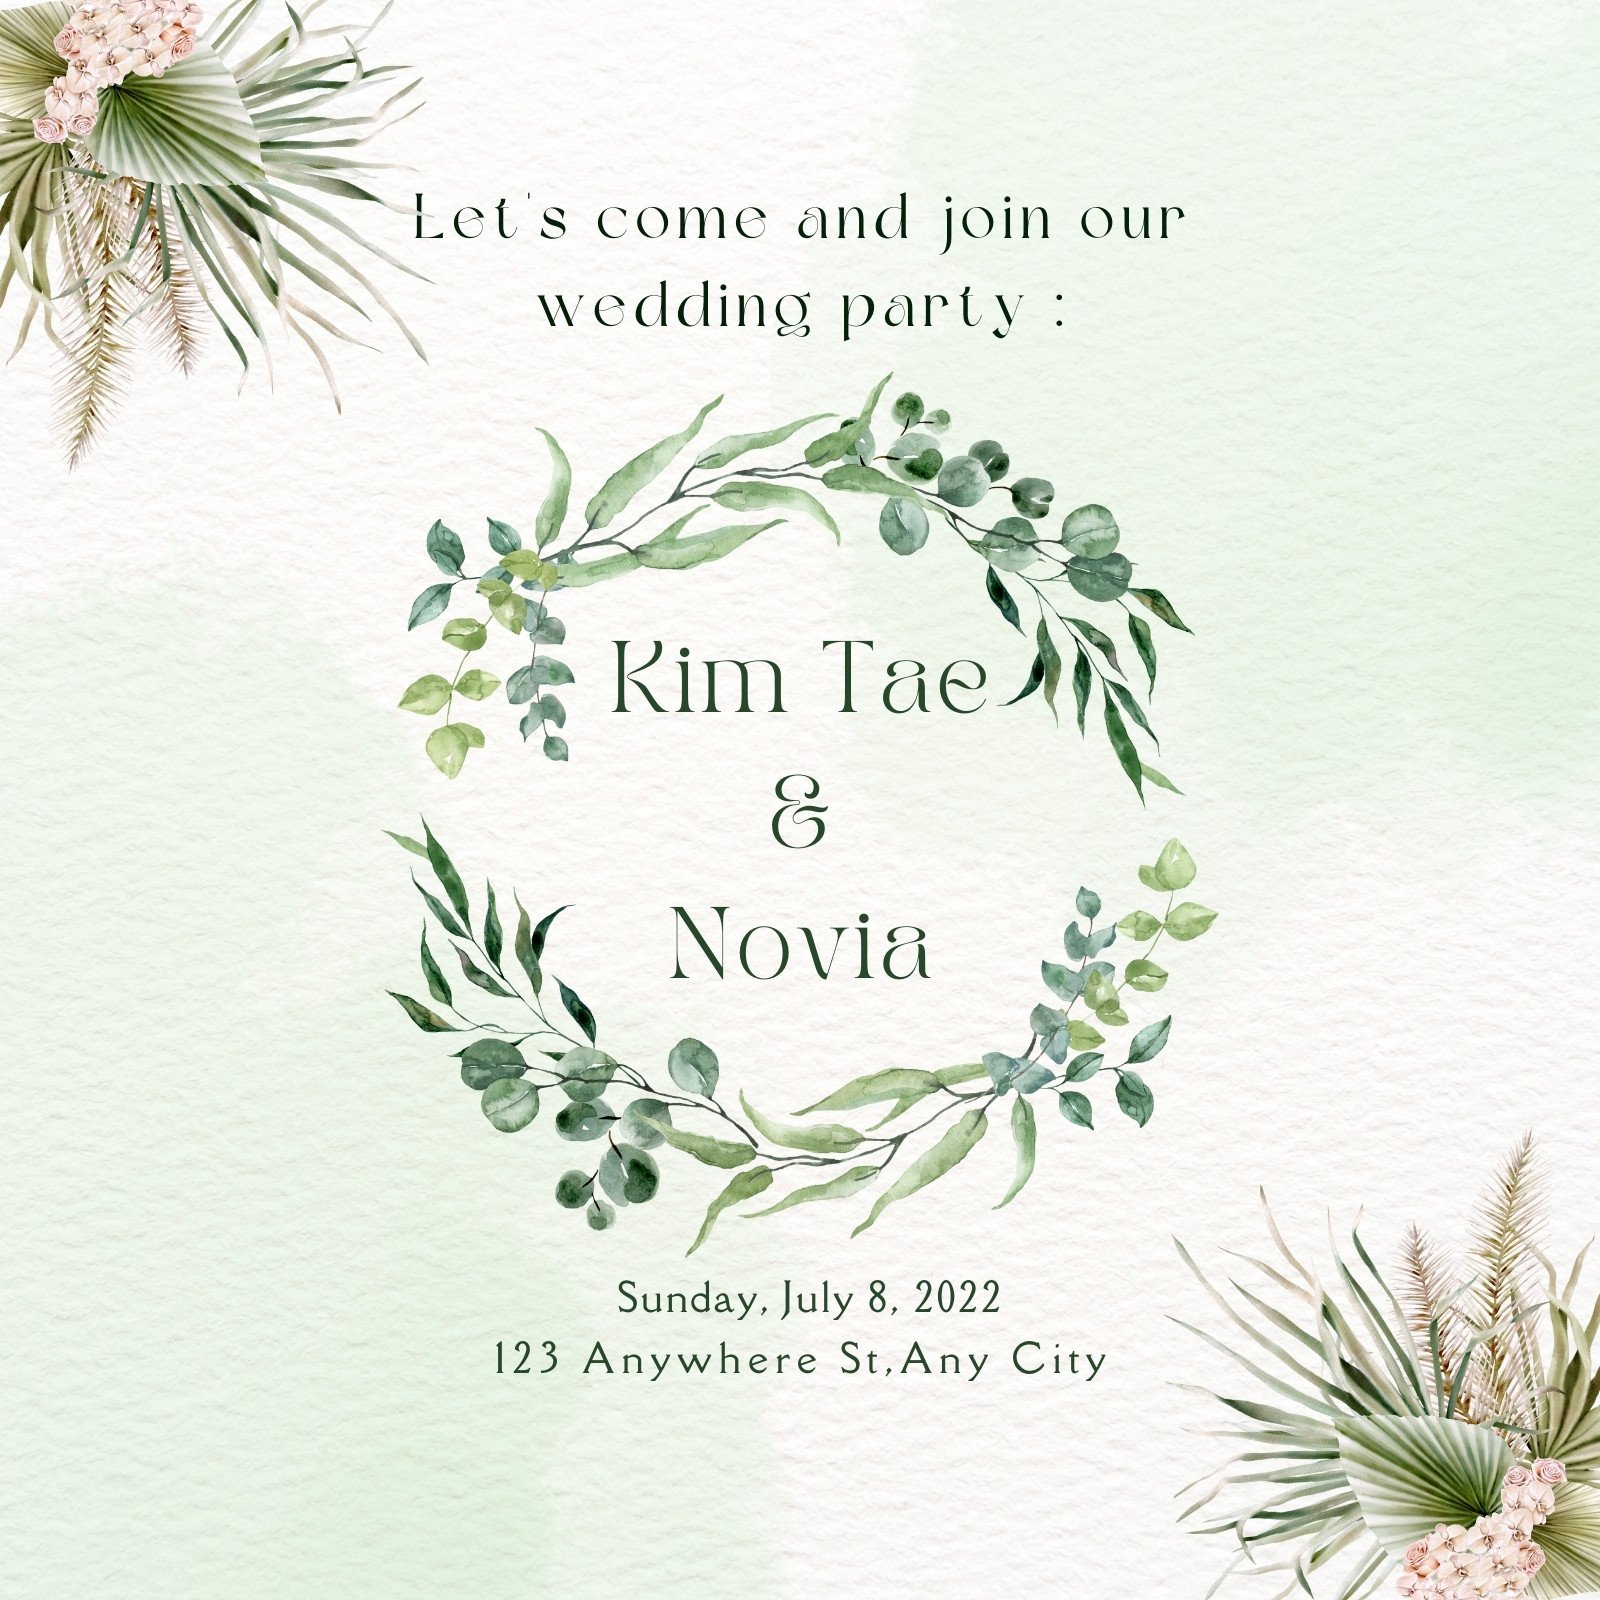 Let's come and join our
wedding party :
Kim Tae
&
Novia
Sunday, July 8, 2022
123 Anywhere St,Any City